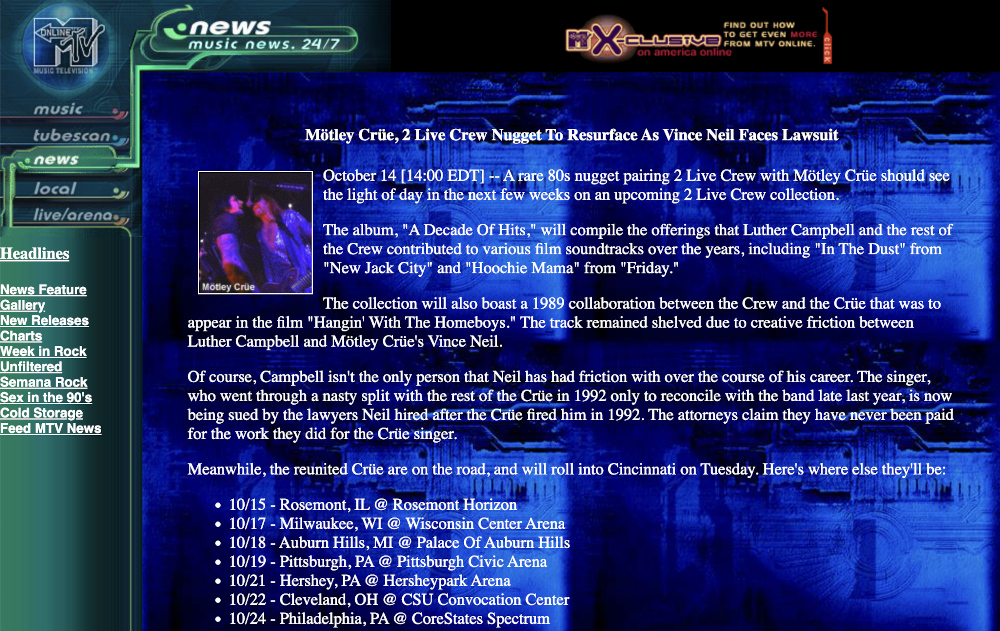 ONLINE
MTV
MUSIC TELEVISION
news
music news. 24/7
MTV X-CLUSIVE
on america online
FIND OUT HOW
TO GET EVEN MORE
FROM MTV ONLINE.
CLICK
music
tubescan
news
local
live/arena
Headlines
News Feature
Gallery
New Releases
Charts
Week in Rock
Unfiltered
Semana Rock
Sex in the 90's
Cold Storage
Feed MTV News
Mötley Crüe, 2 Live Crew Nugget To Resurface As Vince Neil Faces Lawsuit
Mötley Crüe
October 14 [14:00 EDT] -- A rare 80s nugget pairing 2 Live Crew with Mötley Crüe should see
the light of day in the next few weeks on an upcoming 2 Live Crew collection.
The album, "A Decade Of Hits," will compile the offerings that Luther Campbell and the rest of
the Crew contributed to various film soundtracks over the years, including "In The Dust" from
"New Jack City" and "Hoochie Mama" from "Friday."
The collection will also boast a 1989 collaboration between the Crew and the Crüe that was to
appear in the film "Hangin' With The Homeboys." The track remained shelved due to creative friction between
Luther Campbell and Mötley Crüe's Vince Neil.
Of course, Campbell isn't the only person that Neil has had friction with over the course of his career. The singer,
who went through a nasty split with the rest of the Crüe in 1992 only to reconcile with the band late last year, is now
being sued by the lawyers Neil hired after the Crüe fired him in 1992. The attorneys claim they have never been paid
for the work they did for the Crüe singer.
Meanwhile, the reunited Crüe are on the road, and will roll into Cincinnati on Tuesday. Here's where else they'll be:
• 10/15 - Rosemont, IL @ Rosemont Horizon
• 10/17 - Milwaukee, WI @ Wisconsin Center Arena
• 10/18 - Auburn Hills, MI @ Palace Of Auburn Hills
• 10/19 - Pittsburgh, PA @ Pittsburgh Civic Arena
• 10/21 - Hershey, PA @ Hersheypark Arena
• 10/22 - Cleveland, OH @ CSU Convocation Center
• 10/24 - Philadelphia, PA @ CoreStates Spectrum